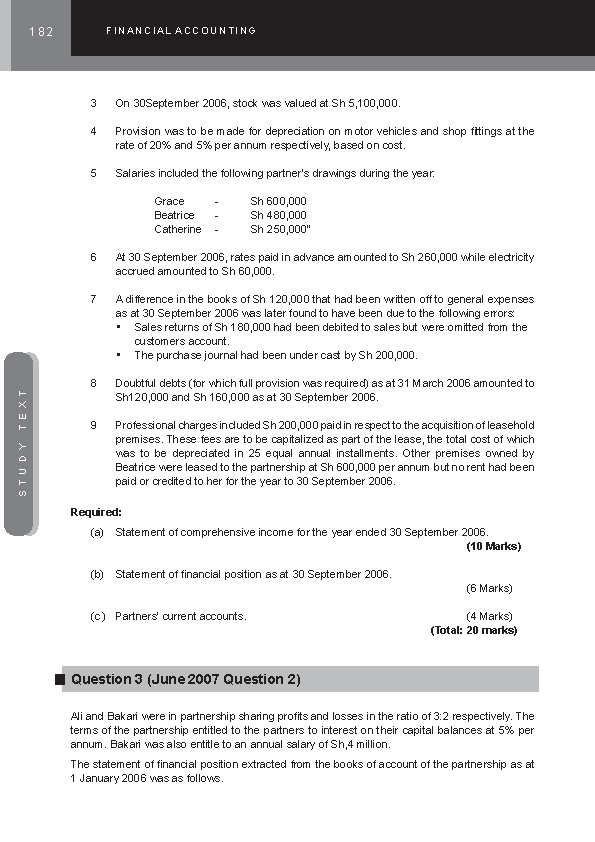 182
FINANCIAL ACCOUNTING
3 On 30September 2006, stock was valued at Sh 5,100,000.
4 Provision was to be made for depreciation on motor vehicles and shop fittings at the
rate of 20% and 5% per annum respectively, based on cost.
5 Salaries included the following partner's drawings during the year:
Grace - Sh 600,000
Beatrice - Sh 480,000
Catherine - Sh 250,000"
6 At 30 September 2006, rates paid in advance amounted to Sh 260,000 while electricity
accrued amounted to Sh 60,000.
7 A difference in the books of Sh 120,000 that had been written off to general expenses
as at 30 September 2006 was later found to have been due to the following errors:
• Sales returns of Sh 180,000 had been debited to sales but were omitted from the
customers account.
• The purchase journal had been under cast by Sh 200,000.
8 Doubtful debts (for which full provision was required) as at 31 March 2006 amounted to
Sh120,000 and Sh 160,000 as at 30 September 2006.
9 Professional charges included Sh 200,000 paid in respect to the acquisition of leasehold
premises. These fees are to be capitalized as part of the lease, the total cost of which
was to be depreciated in 25 equal annual installments. Other premises owned by
Beatrice were leased to the partnership at Sh 600,000 per annum but no rent had been
paid or credited to her for the year to 30 September 2006.
STUDY TEXT
Required:
(a) Statement of comprehensive income for the year ended 30 September 2006.
(10 Marks)
(b) Statement of financial position as at 30 September 2006.
(6 Marks)
(c) Partners' current accounts. (4 Marks)
(Total: 20 marks)
Question 3 (June 2007 Question 2)
Ali and Bakari were in partnership sharing profits and losses in the ratio of 3:2 respectively. The
terms of the partnership entitled to the partners to interest on their capital balances at 5% per
annum. Bakari was also entitle to an annual salary of Sh,4 million.
The statement of financial position extracted from the books of account of the partnership as at
1 January 2006 was as follows.